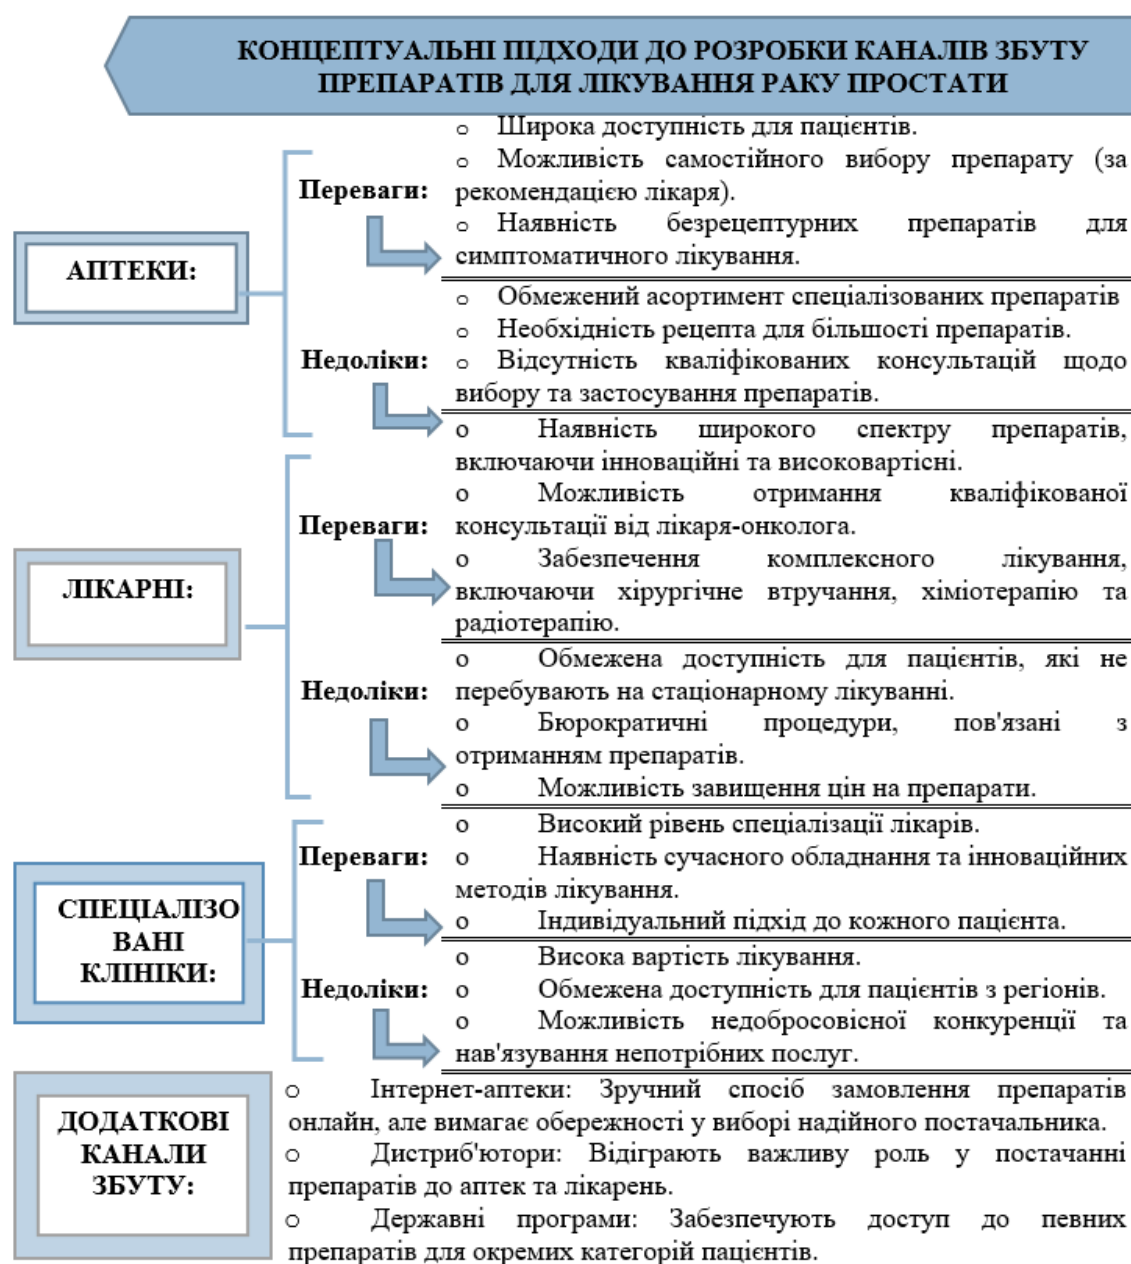 КОНЦЕПТУАЛЬНІ ПІДХОДИ ДО РОЗРОБКИ КАНАЛІВ ЗБУТУ
ПРЕПАРАТІВ ДЛЯ ЛІКУВАННЯ РАКУ ПРОСТАТИ
АПТЕКИ:
Переваги:
o Широка доступність для пацієнтів.
o Можливість самостійного вибору препарату (за
рекомендацією лікаря).
o Наявність безрецептурних препаратів для
симптоматичного лікування.
Недоліки:
o Обмежений асортимент спеціалізованих препаратів
o Необхідність рецепта для більшості препаратів.
o Відсутність кваліфікованих консультацій щодо
вибору та застосування препаратів.
ЛІКАРНІ:
Переваги:
o Наявність широкого спектру препаратів,
включаючи інноваційні та високовартісні.
o Можливість отримання кваліфікованої
консультації від лікаря-онколога.
o Забезпечення комплексного лікування,
включаючи хірургічне втручання, хіміотерапію та
радіотерапію.
Недоліки:
o Обмежена доступність для пацієнтів, які не
перебувають на стаціонарному лікуванні.
o Бюрократичні процедури, пов'язані з
отриманням препаратів.
o Можливість завищення цін на препарати.
СПЕЦІАЛІЗО
ВАНІ
КЛІНІКИ:
Переваги:
o Високий рівень спеціалізації лікарів.
o Наявність сучасного обладнання та інноваційних
методів лікування.
o Індивідуальний підхід до кожного пацієнта.
Недоліки:
o Висока вартість лікування.
o Обмежена доступність для пацієнтів з регіонів.
o Можливість недобросовісної конкуренції та
нав'язування непотрібних послуг.
ДОДАТКОВІ
КАНАЛИ
ЗБУТУ:
o Інтернет-аптеки: Зручний спосіб замовлення препаратів
онлайн, але вимагає обережності у виборі надійного постачальника.
o Дистриб'ютори: Відіграють важливу роль у постачанні
препаратів до аптек та лікарень.
o Державні програми: Забезпечують доступ до певних
препаратів для окремих категорій пацієнтів.